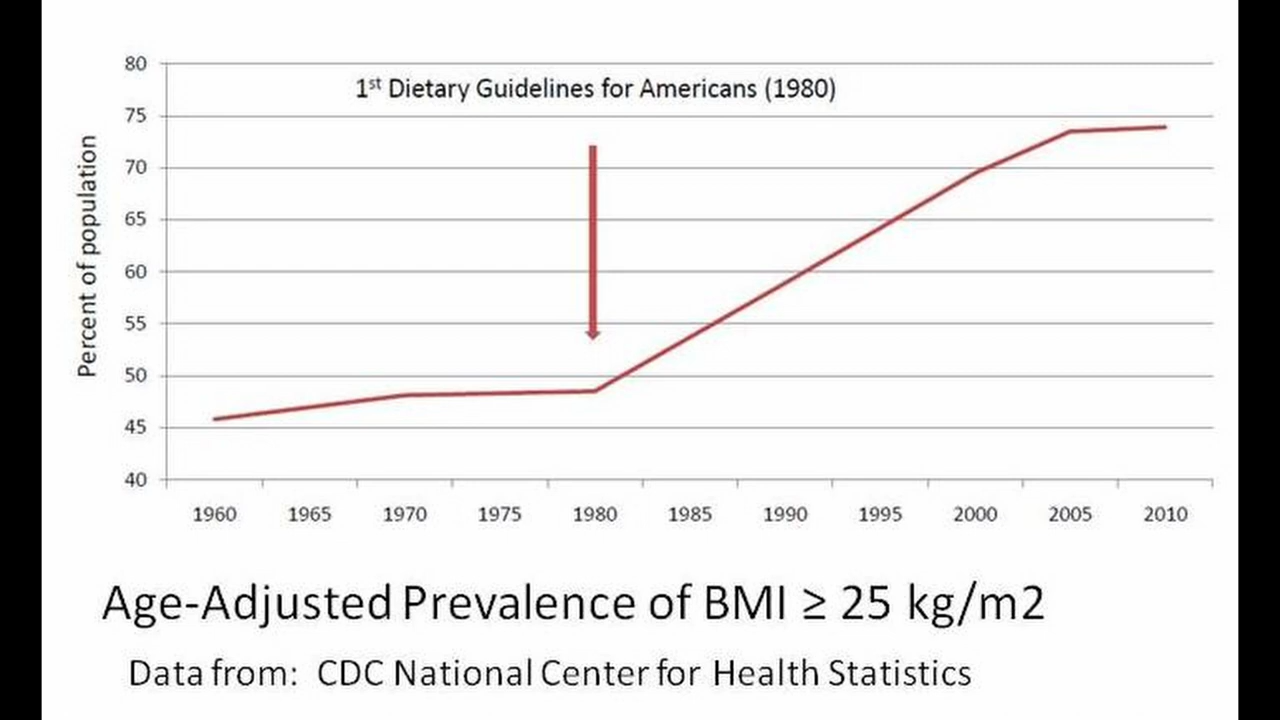 80
1st Dietary Guidelines for Americans (1980)
75
70
65
60
55
50
45
40
Percent of population
1960 1965 1970 1975 1980 1985 1990 1995 2000 2005 2010
Age-Adjusted Prevalence of BMI ≥ 25 kg/m2
Data from: CDC National Center for Health Statistics